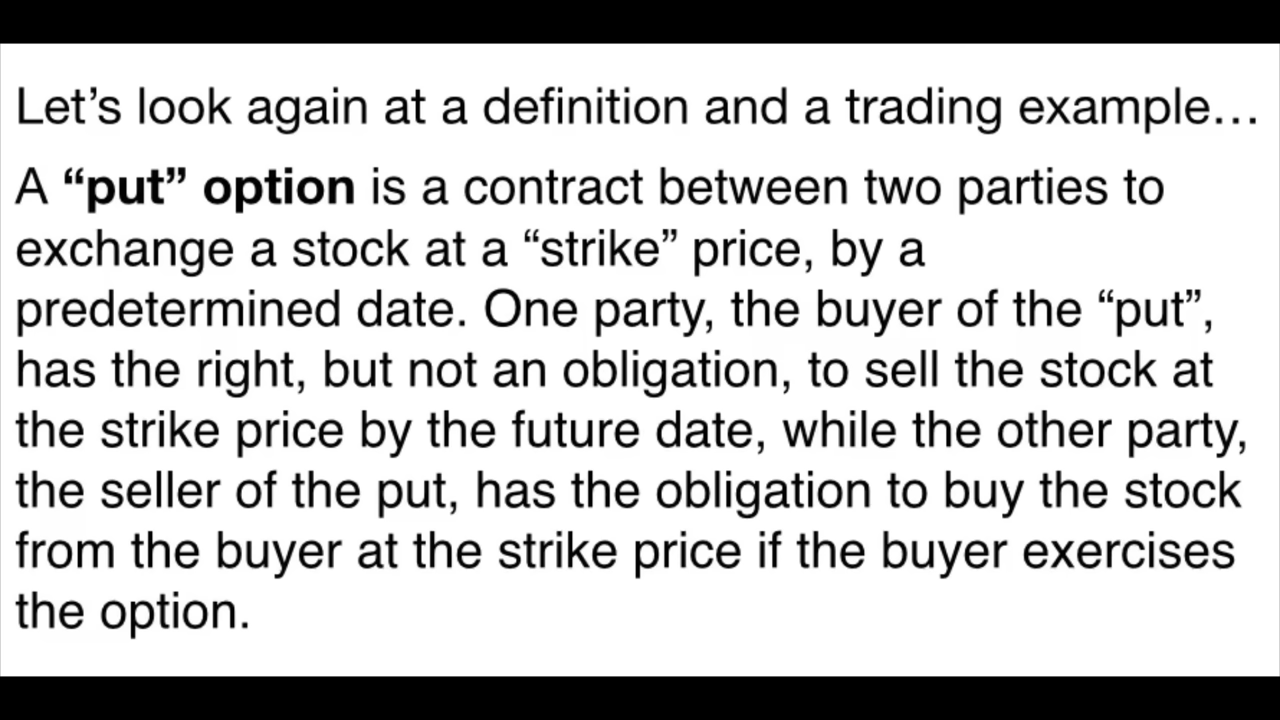 Let’s look again at a definition and a trading example…
A “put” option is a contract between two parties to
exchange a stock at a “strike” price, by a
predetermined date. One party, the buyer of the “put”,
has the right, but not an obligation, to sell the stock at
the strike price by the future date, while the other party,
the seller of the put, has the obligation to buy the stock
from the buyer at the strike price if the buyer exercises
the option.